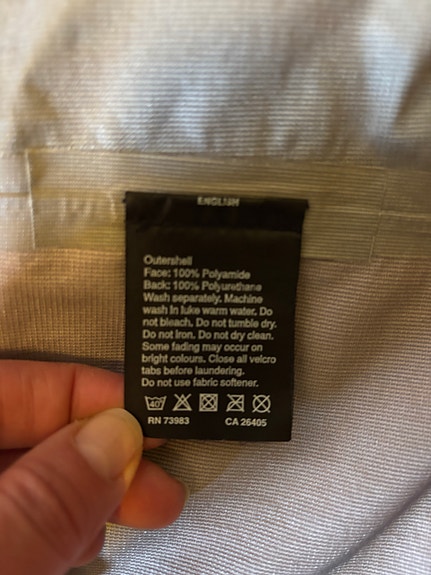 ENGLISH
Outershell
Face: 100% Polyamide
Back: 100% Polyurethane
Wash separately. Machine
wash in luke warm water. Do
not bleach. Do not tumble dry.
Do not iron. Do not dry clean.
Some fading may occur on
bright colours. Close all velcro
tabs before laundering.
Do not use fabric softener.
40°
RN 73983 CA 26405